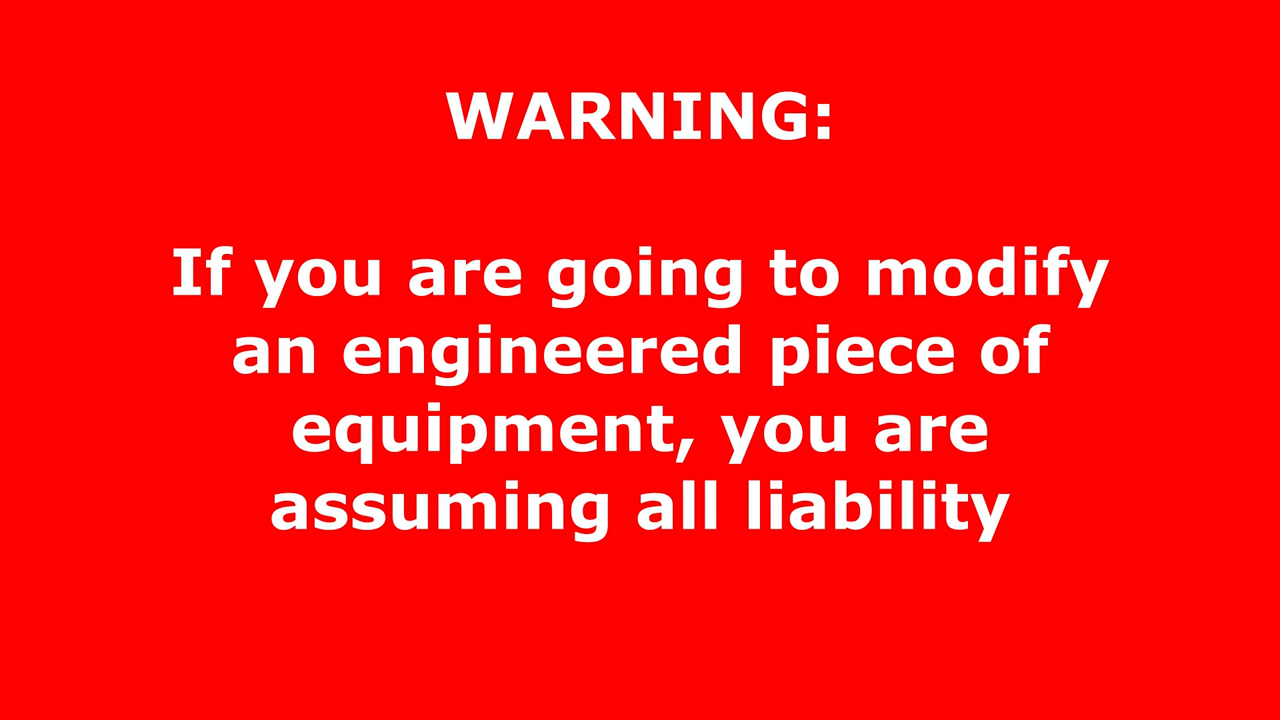 WARNING:
If you are going to modify
an engineered piece of
equipment, you are
assuming all liability